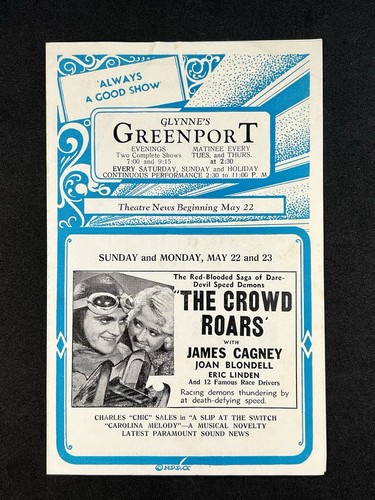 "ALWAYS
A GOOD SHOW"
GLYNNE'S
GREENPORT
EVENINGS
Two Complete Shows
7:00 and 9:15
MATINEE EVERY
TUES. and THURS.
at 2:30
EVERY SATURDAY, SUNDAY and HOLIDAY
CONTINUOUS PERFORMANCE 2:30 to 11:00 P. M
Theatre News Beginning May 22
SUNDAY and MONDAY, MAY 22 and 23
The Red-Blooded Saga of Dare-
Devil Speed Demons
"THE CROWD
ROARS'
WITH
JAMES CAGNEY
JOAN BLONDELL
ERIC LINDEN
And 12 Famous Race Drivers
Racing demons thundering by
at death-defying speed.
CHARLES "CHIC" SALES in "A SLIP AT THE SWITCH
"CAROLINA MELODY"—A MUSICAL NOVELTY
LATEST PARAMOUNT SOUND NEWS